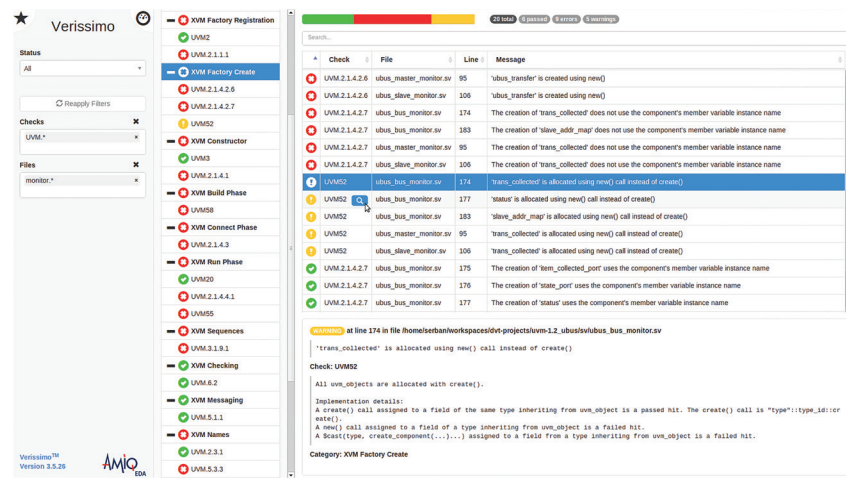 Verissimo
Status
All
Reapply Filters
Checks
UVM.*
Files
monitor.*
Verissimo™
Version 3.5.26
AMIQ
EDA
XVM Factory Registration
UVM2
UVM.2.1.1.1
XVM Factory Create
UVM.2.1.4.2.6
UVM.2.1.4.2.7
UVM52
XVM Constructor
UVM3
UVM.2.1.4.1
XVM Build Phase
UVM58
XVM Connect Phase
UVM.2.1.4.3
XVM Run Phase
UVM20
UVM.2.1.4.4.1
UVM55
XVM Sequences
UVM.3.1.9.1
XVM Checking
UVM.6.2
XVM Messaging
UVM.5.1.1
XVM Names
UVM.2.3.1
UVM.5.3.3
20 total 6 passed 9 errors 5 warnings
Search...
Check File Line Message
UVM.2.1.4.2.6 ubus_master_monitor.sv 95 'ubus_transfer' is created using new()
UVM.2.1.4.2.6 ubus_slave_monitor.sv 106 'ubus_transfer' is created using new()
UVM.2.1.4.2.7 ubus_bus_monitor.sv 174 The creation of 'trans_collected' does not use the component's member variable instance name
UVM.2.1.4.2.7 ubus_bus_monitor.sv 183 The creation of 'slave_addr_map' does not use the component's member variable instance name
UVM.2.1.4.2.7 ubus_master_monitor.sv 95 The creation of 'trans_collected' does not use the component's member variable instance name
UVM.2.1.4.2.7 ubus_slave_monitor.sv 106 The creation of 'trans_collected' does not use the component's member variable instance name
UVM52 ubus_bus_monitor.sv 174 'trans_collected' is allocated using new() call instead of create()
UVM52 ubus_bus_monitor.sv 177 'status' is allocated using new() call instead of create()
UVM52 ubus_bus_monitor.sv 183 'slave_addr_map' is allocated using new() call instead of create()
UVM52 ubus_master_monitor.sv 95 'trans_collected' is allocated using new() call instead of create()
UVM52 ubus_slave_monitor.sv 106 'trans_collected' is allocated using new() call instead of create()
UVM.2.1.4.2.7 ubus_bus_monitor.sv 175 The creation of 'item_collected_port' uses the component's member variable instance name
UVM.2.1.4.2.7 ubus_bus_monitor.sv 176 The creation of 'state_port' uses the component's member variable instance name
UVM.2.1.4.2.7 ubus_bus_monitor.sv 177 The creation of 'status' uses the component's member variable instance name
WARNING at line 174 in file /home/serban/workspaces/dvt-projects/uvm-1.2_ubus/sv/ubus_bus_monitor.sv
'trans_collected' is allocated using new() call instead of create()
Check: UVM52
All uvm_objects are allocated with create().
Implementation details:
A create() call assigned to a field of the same type inheriting from uvm_object is a passed hit. The create() call is "type"::type_id::cr
eate().
A new() call assigned to a field of a type inheriting from uvm_object is a failed hit.
A $cast(type, create_component(...)...) assigned to a field from a type inheriting from uvm_object is a failed hit.
Category: XVM Factory Create